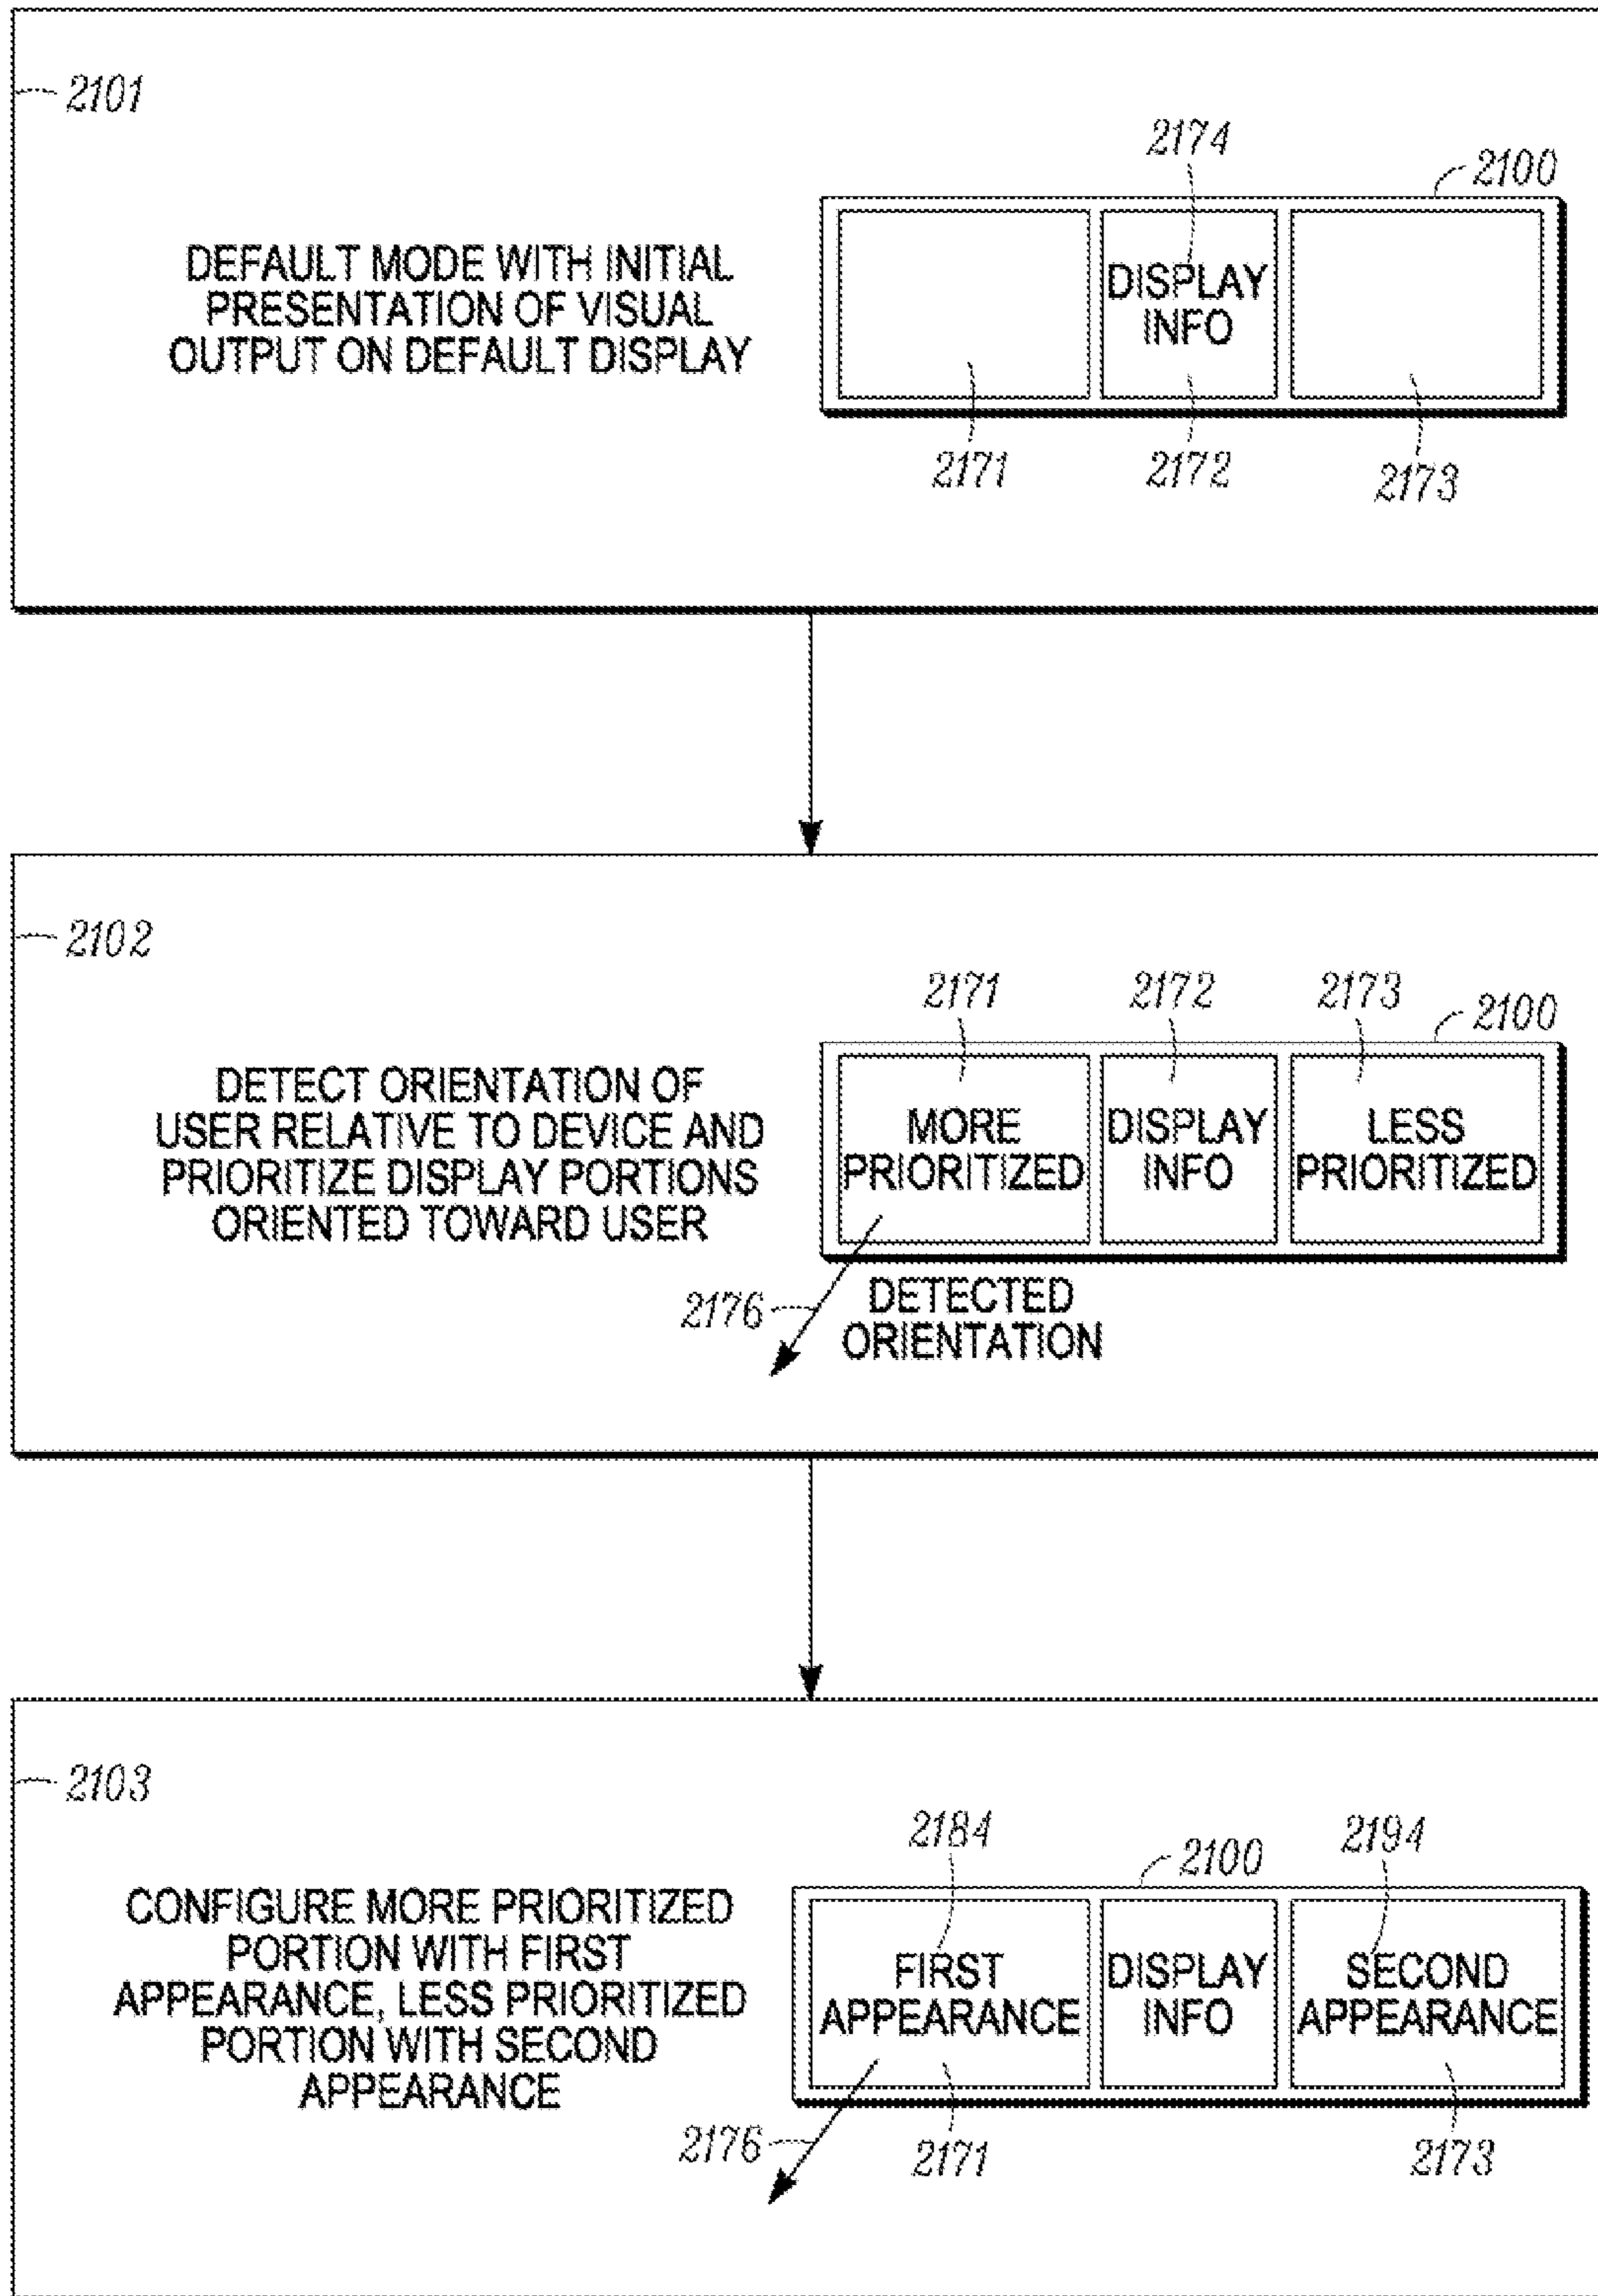 2101
2174
2100
DEFAULT MODE WITH INITIAL
PRESENTATION OF VISUAL
OUTPUT ON DEFAULT DISPLAY
DISPLAY
INFO
2171
2172
2173
2102
2171
2172
2173
2100
DETECT ORIENTATION OF
USER RELATIVE TO DEVICE AND
PRIORITIZE DISPLAY PORTIONS
ORIENTED TOWARD USER
MORE
PRIORITIZED
DISPLAY
INFO
LESS
PRIORITIZED
2176
DETECTED
ORIENTATION
2103
2184
2100
2194
CONFIGURE MORE PRIORITIZED
PORTION WITH FIRST
APPEARANCE, LESS PRIORITIZED
PORTION WITH SECOND
APPEARANCE
FIRST
APPEARANCE
DISPLAY
INFO
SECOND
APPEARANCE
2176
2171
2173